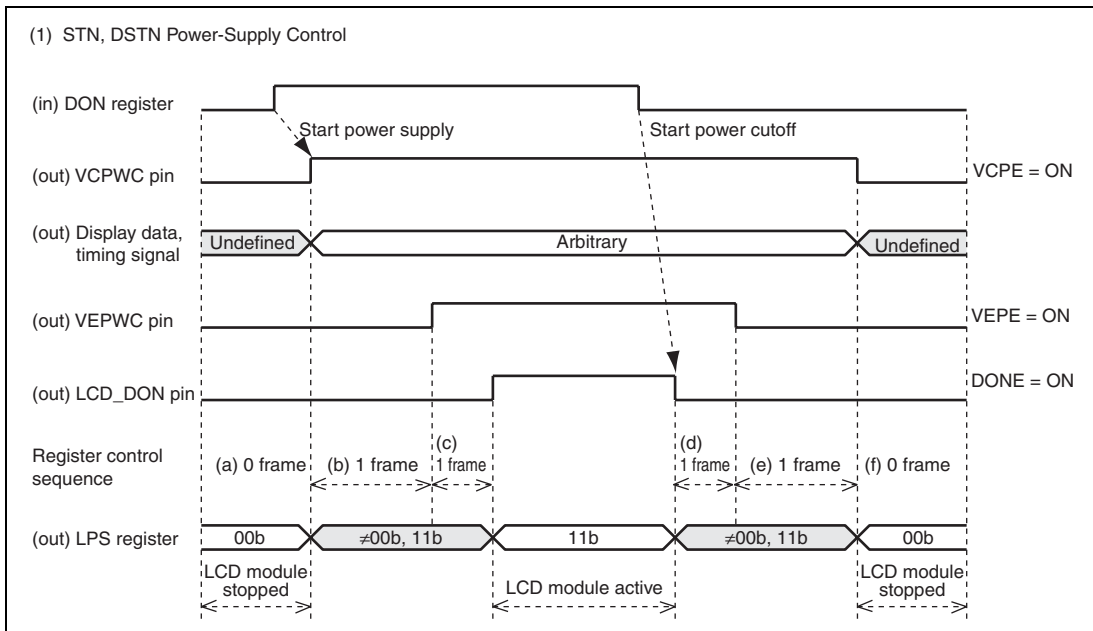 (1) STN, DSTN Power-Supply Control
(in) DON register
Start power supply
Start power cutoff
(out) VCPWC pin
VCPE = ON
(out) Display data,
timing signal
Undefined
Arbitrary
Undefined
(out) VEPWC pin
VEPE = ON
(out) LCD_DON pin
DONE = ON
Register control
sequence
(a) 0 frame
(b) 1 frame
(c)
1 frame
(d)
1 frame
(e) 1 frame
(f) 0 frame
(out) LPS register
00b
≠00b, 11b
11b
≠00b, 11b
00b
LCD module
stopped
LCD module active
LCD module
stopped